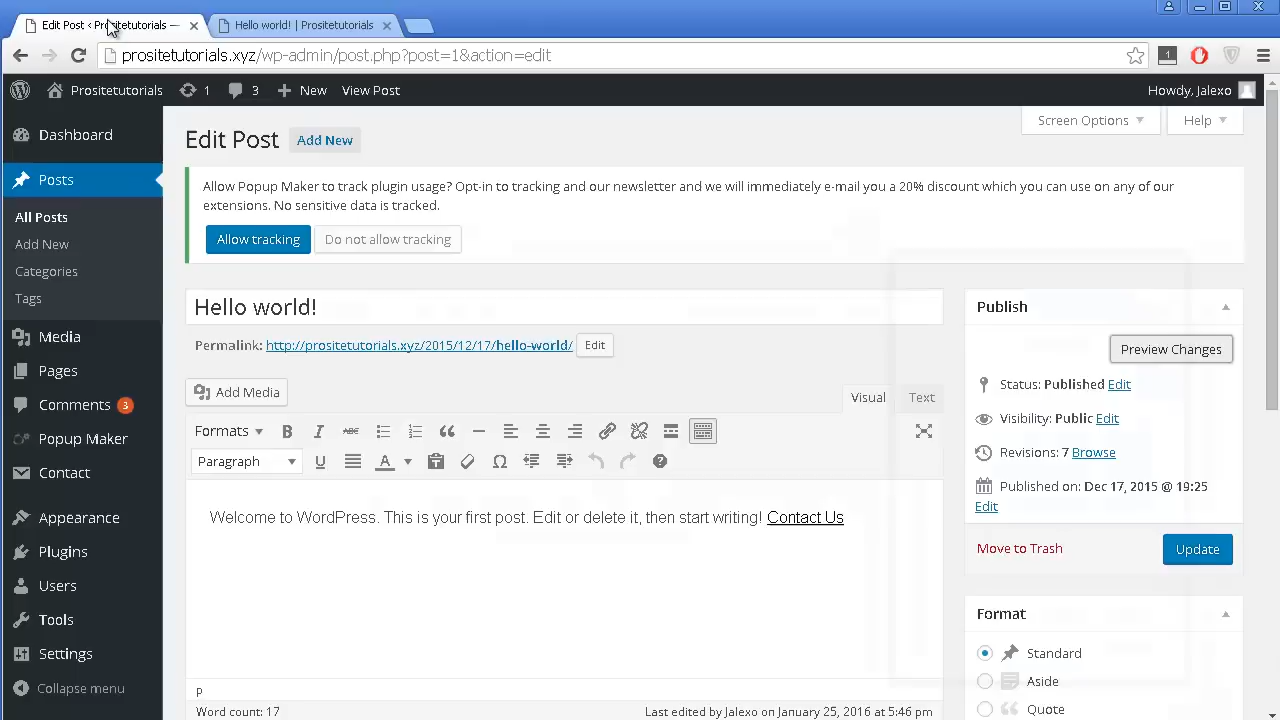 Edit Post ‹ Prositetutorials —
Hello world! | Prositetutorials
prositetutorials.xyz/wp-admin/post.php?post=1&action=edit
1
Prositetutorials
1
3
New
View Post
Howdy, Jalexo
Dashboard
Posts
All Posts
Add New
Categories
Tags
Media
Pages
Comments 3
Popup Maker
Contact
Appearance
Plugins
Users
Tools
Settings
Collapse menu
Screen Options
Help
Edit Post
Add New
Allow Popup Maker to track plugin usage? Opt-in to tracking and our newsletter and we will immediately e-mail you a 20% discount which you can use on any of our
extensions. No sensitive data is tracked.
Allow tracking
Do not allow tracking
Hello world!
Permalink: http://prositetutorials.xyz/2015/12/17/hello-world/
Edit
Add Media
Visual
Text
Formats
B
I
ABC
Paragraph
U
A
Ω
Welcome to WordPress. This is your first post. Edit or delete it, then start writing! Contact Us
p
Word count: 17
Last edited by Jalexo on January 25, 2016 at 5:46 pm
Publish
Preview Changes
Status: Published Edit
Visibility: Public Edit
Revisions: 7 Browse
Published on: Dec 17, 2015 @ 19:25
Edit
Move to Trash
Update
Format
Standard
Aside
Quote